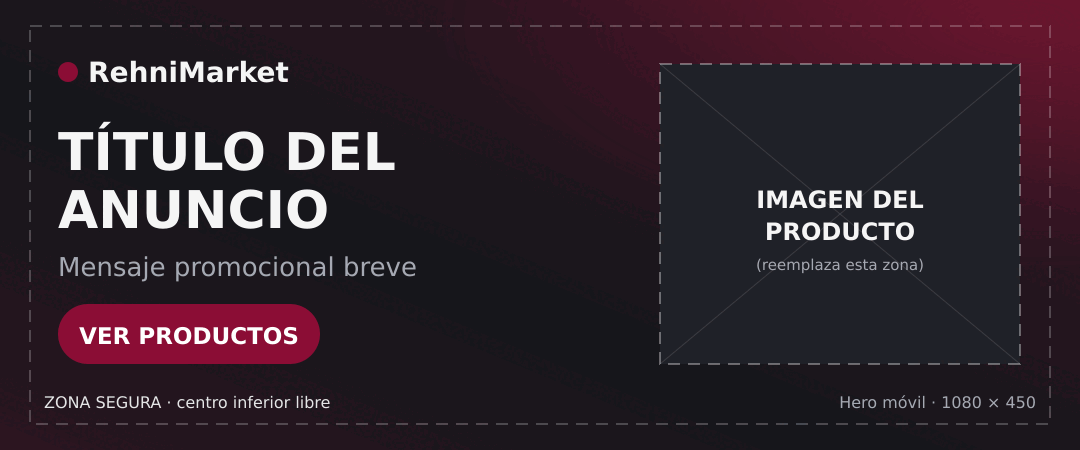 RehniMarket
TÍTULO DEL
ANUNCIO
Mensaje promocional breve
VER PRODUCTOS
IMAGEN DEL
PRODUCTO
(reemplaza esta zona)
ZONA SEGURA · centro inferior libre
Hero móvil · 1080 × 450